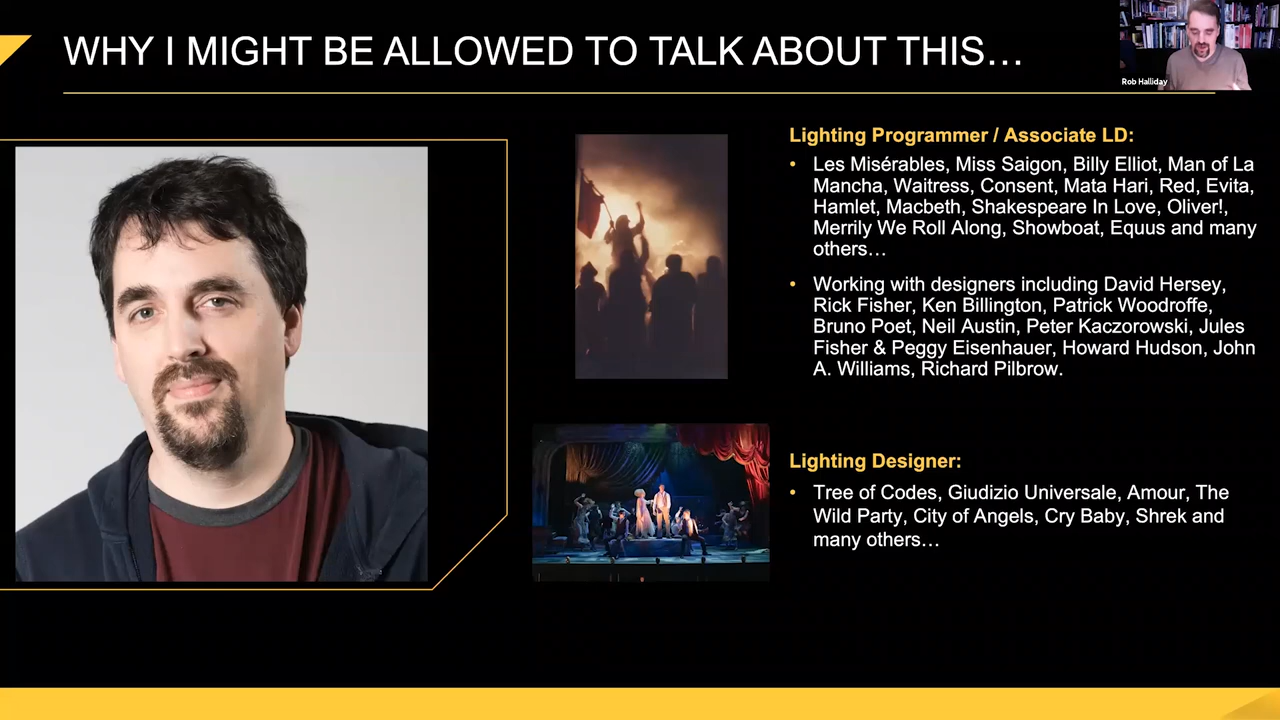 WHY I MIGHT BE ALLOWED TO TALK ABOUT THIS…
Rob Halliday
Lighting Programmer / Associate LD:
• Les Misérables, Miss Saigon, Billy Elliot, Man of La
Mancha, Waitress, Consent, Mata Hari, Red, Evita,
Hamlet, Macbeth, Shakespeare In Love, Oliver!,
Merrily We Roll Along, Showboat, Equus and many
others…
• Working with designers including David Hersey,
Rick Fisher, Ken Billington, Patrick Woodroffe,
Bruno Poet, Neil Austin, Peter Kaczorowski, Jules
Fisher & Peggy Eisenhauer, Howard Hudson, John
A. Williams, Richard Pilbrow.
Lighting Designer:
• Tree of Codes, Giudizio Universale, Amour, The
Wild Party, City of Angels, Cry Baby, Shrek and
many others…